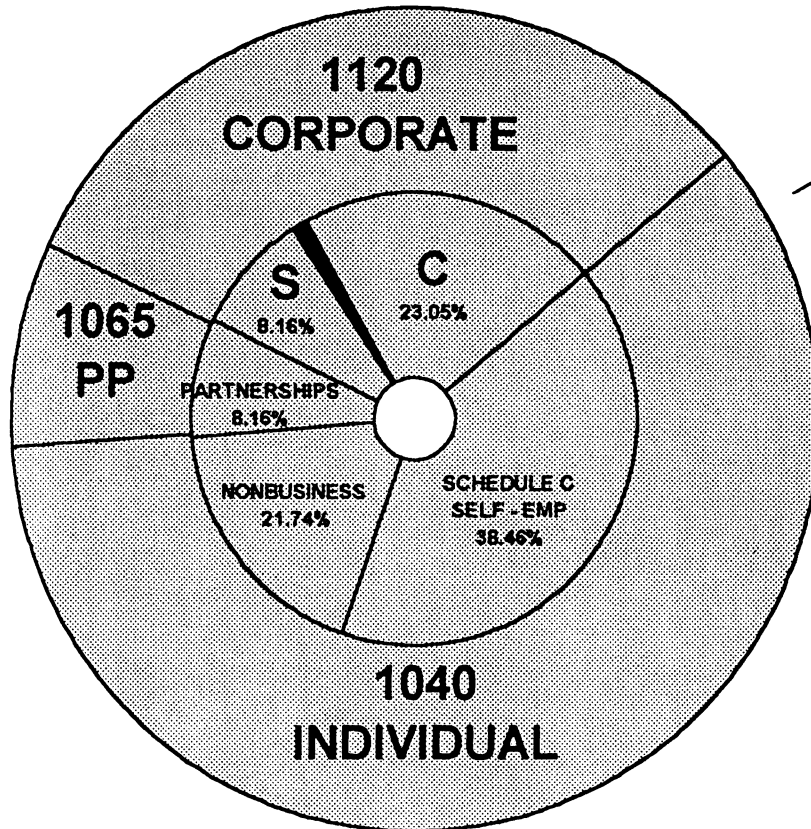 1120
CORPORATE
S
8.16%
C
23.05%
1065
PP
PARTNERSHIPS
8.16%
NONBUSINESS
21.74%
SCHEDULE C
SELF - EMP
38.46%
1040
INDIVIDUAL